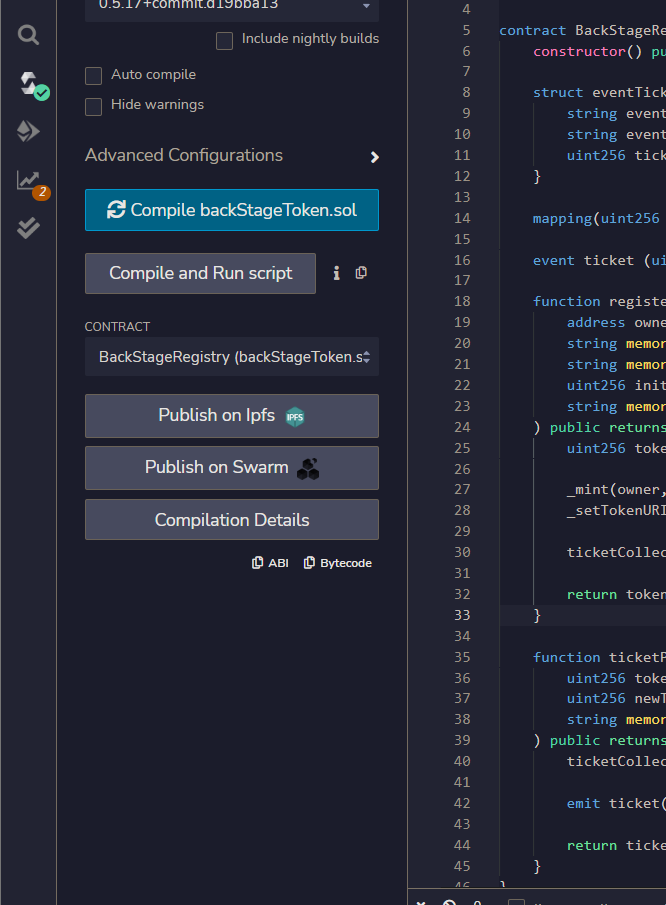 0.5.17+commit.d19bba13
Include nightly builds
Auto compile
Hide warnings
2
Advanced Configurations
Compile backStageToken.sol
Compile and Run script
CONTRACT
BackStageRegistry (backStageToken.s
Publish on Ipfs IPFS
Publish on Swarm
Compilation Details
ABI Bytecode
4
5 contract BackStageRe
6 constructor() pu
7
8 struct eventTick
9 string event
10 string event
11 uint256 tick
12 }
13
14 mapping(uint256
15
16 event ticket (ui
17
18 function registe
19 address owne
20 string memor
21 string memor
22 uint256 init
23 string memor
24 ) public returns
25 uint256 toke
26
27 _mint(owner,
28 _setTokenURI
29
30 ticketCollec
31
32 return token
33 }
34
35 function ticketP
36 uint256 toke
37 uint256 newT
38 string memor
39 ) public returns
40 ticketCollec
41
42 emit ticket(
43
44 return ticke
45 }
46 }
0